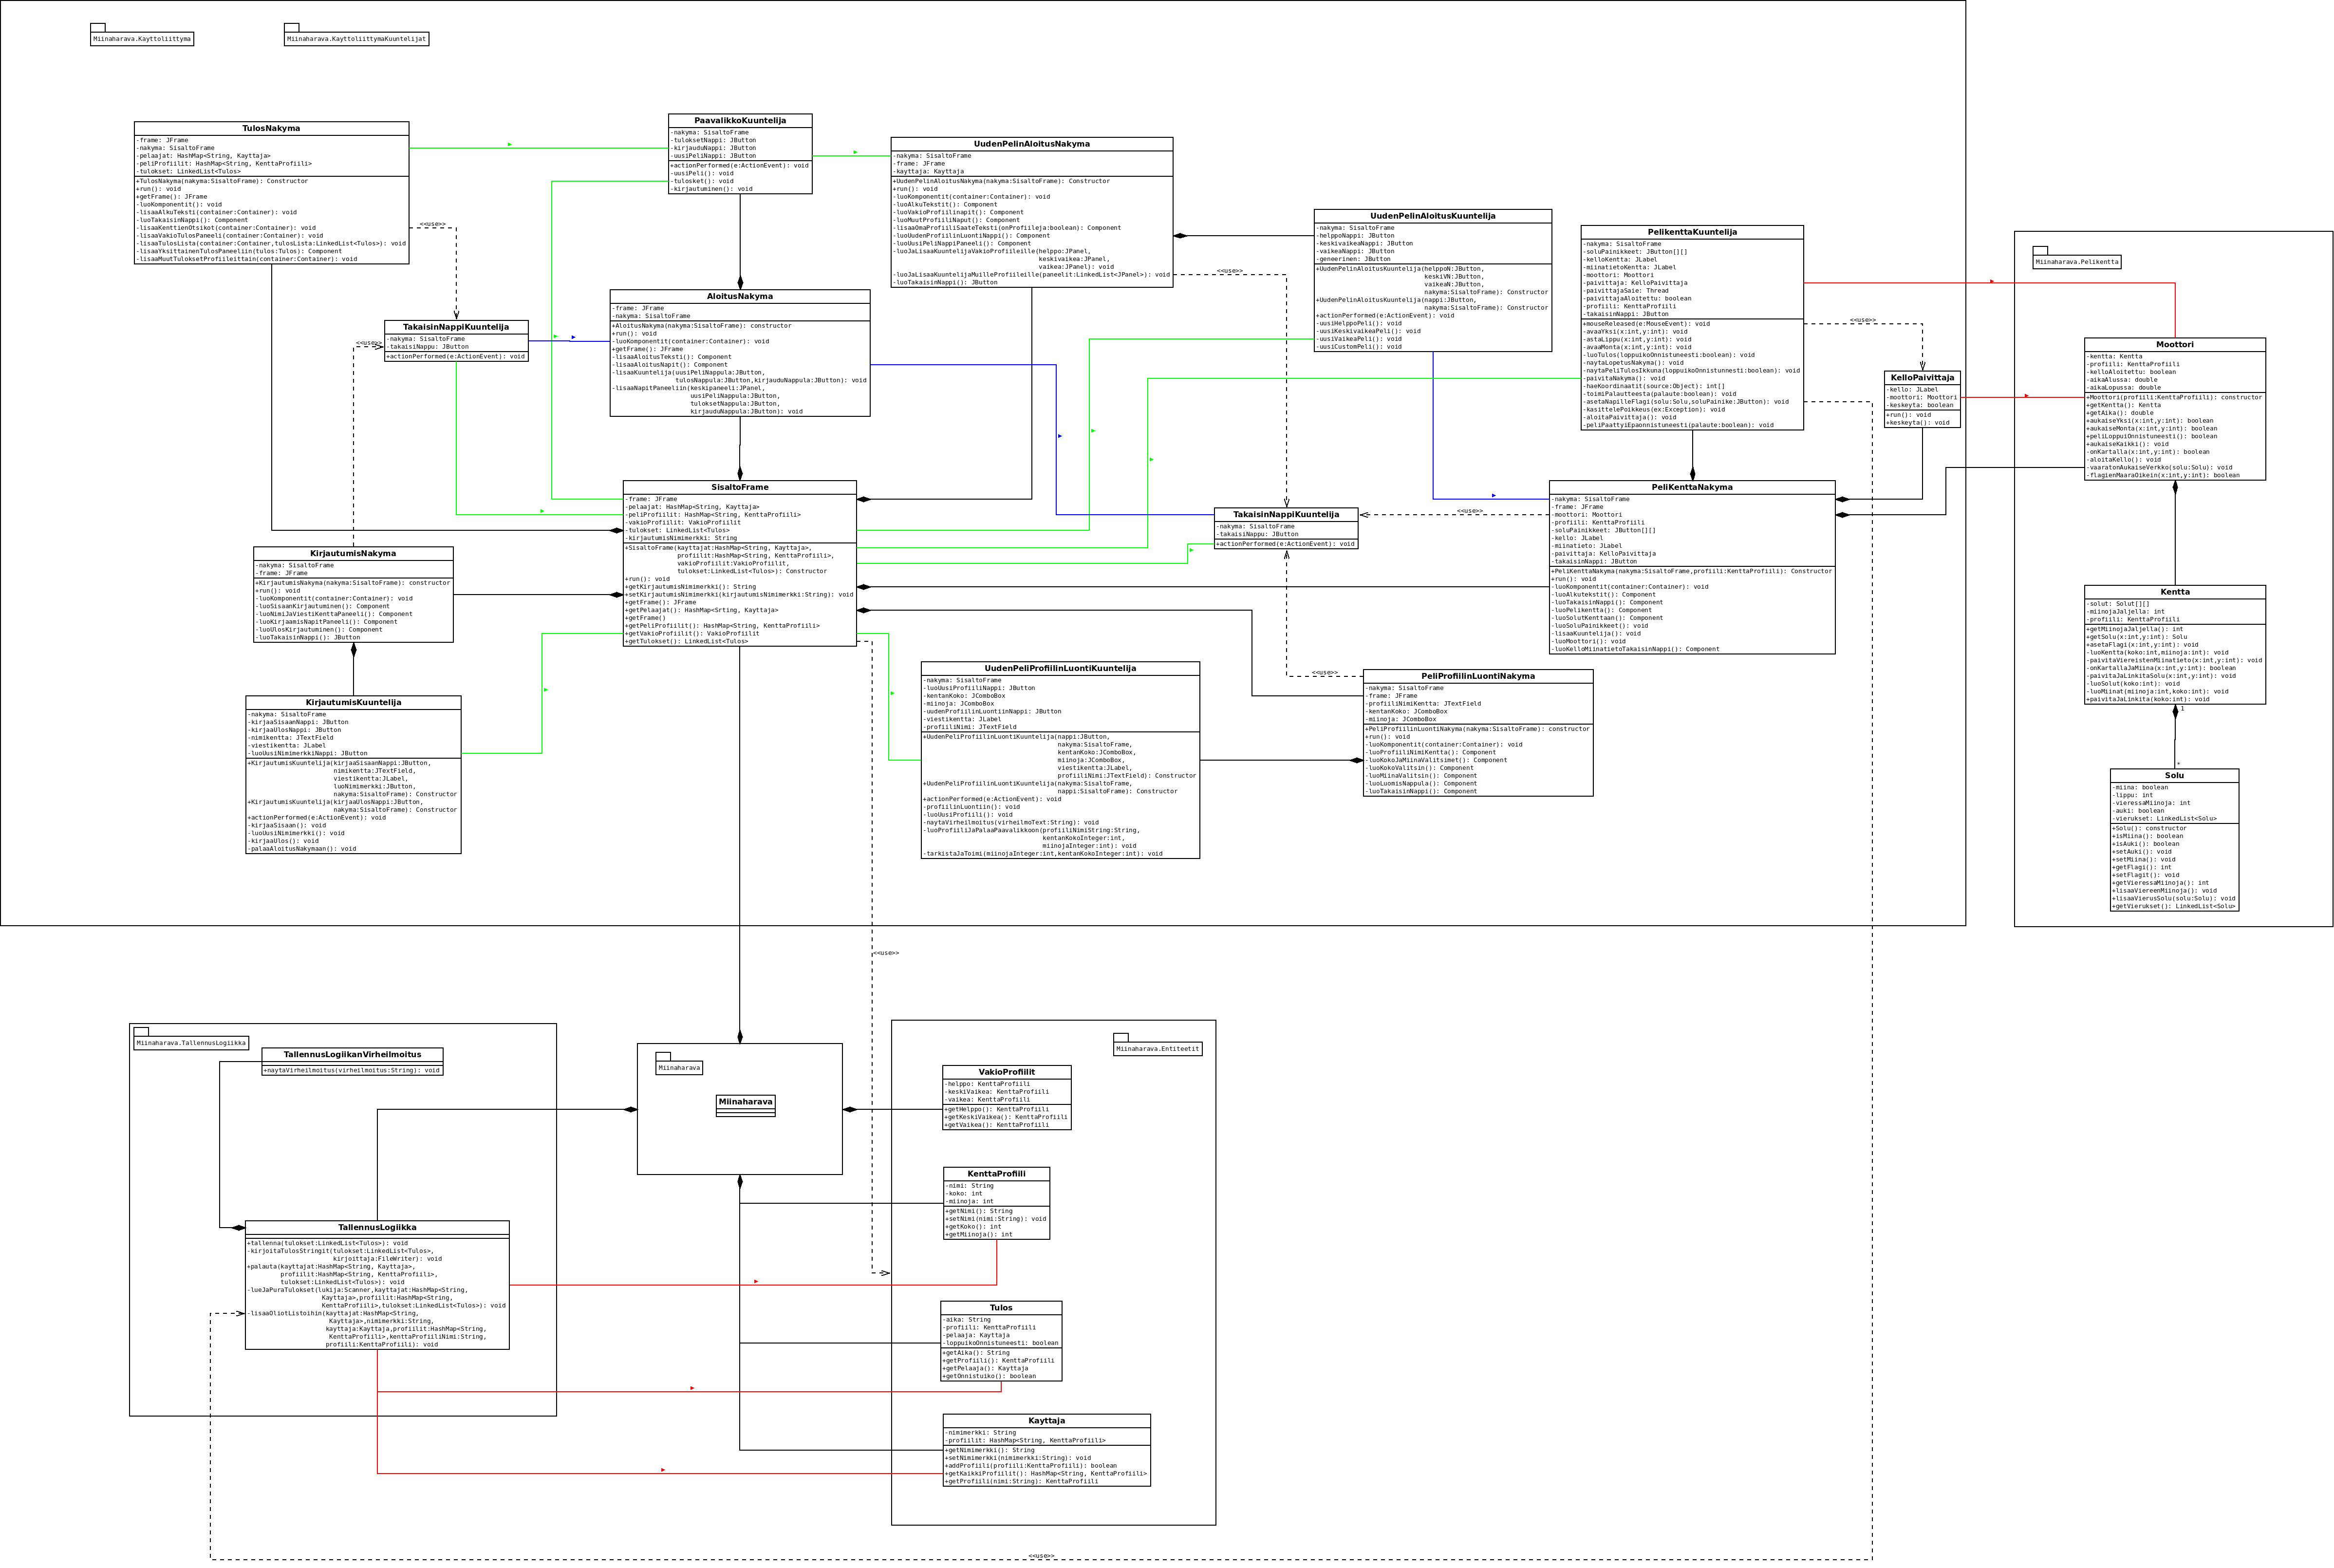 Miinaharava.Kayttoliittyma
Miinaharava.KayttoliittymaKuuntelijat
TulosNakyma
-frame: JFrame
-nakyma: SisaltoFrame
-pelaajat: HashMap<String, Kayttaja>
-peliProfiilit: HashMap<String, KenttaProfiili>
-tulokset: LinkedList<Tulos>
+TulosNakyma(nakyma:SisaltoFrame): Constructor
+run(): void
+getFrame(): JFrame
-luoKomponentit(): void
-lisaaAlkuTeksti(container:Container): void
-luoTakaisinNappi(): Component
-lisaaKenttienOtsikot(container:Container): void
-lisaaVakioTulosPaneeli(container:Container): void
-lisaaTulosLista(container:Container,tulosLista:LinkedList<Tulos>): void
-lisaaYksittainenTulosPaneeliin(tulos:Tulos): Component
-lisaaMuutTuloksetProfiileittain(container:Container): void
<<use>>
PaavalikkoKuuntelija
-nakyma: SisaltoFrame
-tuloksetNappi: JButton
-kirjauduNappi: JButton
-uusiPeliNappi: JButton
+actionPerformed(e:ActionEvent): void
-uusiPeli(): void
-tulosket(): void
-kirjautuminen(): void
UudenPelinAloitusNakyma
-nakyma: SisaltoFrame
-frame: JFrame
-kayttaja: Kayttaja
+UudenPelinAloitusNakyma(nakyma:SisaltoFrame): Constructor
+run(): void
-luoKomponentit(container:Container): void
-luoAlkuTekstit(): Component
-luoVakioProfiilinapit(): Component
-luoMuutProfiiliNaput(): Component
-lisaaOmaProfiiliSaateTeksti(onProfiileja:boolean): Component
-luoUudenProfiilinLuontiNappi(): Component
-luoUusiPeliNappiPaneeli(): Component
-luoJaLisaaKuuntelijaVakioProfiileille(helppo:JPanel,
keskivaikea:JPanel,
vaikea:JPanel): void
-luoJaLisaaKuuntelijaMuilleProfiileille(paneelit:LinkedList<JPanel>): void
-luoTakaisinNappi(): JButton
<<use>>
UudenPelinAloitusKuuntelija
-nakyma: SisaltoFrame
-helppoNappi: JButton
-keskivaikeaNappi: JButton
-vaikeaNappi: JButton
-geneerinen: JButton
+UudenPelinAloitusKuuntelija(helppoN:JButton,
keskiVN:JButton,
vaikeaN:JButton,
nakyma:SisaltoFrame): Constructor
+UudenPelinAloitusKuuntelija(nappi:JButton,
nakyma:SisaltoFrame): Constructor
+actionPerformed(e:ActionEvent): void
-uusiHelppoPeli(): void
-uusiKeskivaikeaPeli(): void
-uusiVaikeaPeli(): void
-uusiCustomPeli(): void
PelikenttaKuuntelija
-nakyma: SisaltoFrame
-soluPainikkeet: JButton[][]
-kelloKentta: JLabel
-miinatietoKentta: JLabel
-moottori: Moottori
-paivittaja: KelloPaivittaja
-paivittajaSaie: Thread
-paivittajaAloitettu: boolean
-profiili: KenttaProfiili
-takaisinNappi: JButton
+mouseReleased(e:MouseEvent): void
-avaaYksi(x:int,y:int): void
-astaLippu(x:int,y:int): void
-avaaMonta(x:int,y:int): void
-luoTulos(loppuikoOnnistuneesti:boolean): void
-naytaLopetusNakyma(): void
-naytaPeliTulosIkkuna(loppuikoOnnistunnesti:boolean): void
-paivitaNakyma(): void
-haeKoordinaatit(source:Object): int[]
-toimiPalautteesta(palaute:boolean): void
-asetaNapilleFlagi(solu:Solu,soluPainike:JButton): void
-kasittelePoikkeus(ex:Exception): void
-aloitaPaivittaja(): void
-peliPaattyiEpaonnistuneesti(palaute:boolean): void
<<use>>
KelloPaivittaja
-kello: JLabel
-moottori: Moottori
-keskeyta: boolean
+run(): void
+keskeyta(): void
Miinaharava.Pelikentta
Moottori
-kentta: Kentta
-profiili: KenttaProfiili
-kelloAloitettu: boolean
-aikaAlussa: double
-aikaLopussa: double
+Moottori(profiili:KenttaProfiili): constructor
+getKentta(): Kentta
+getAika(): double
+aukaiseYksi(x:int,y:int): boolean
+aukaiseMonta(x:int,y:int): boolean
+peliLoppuiOnnistuneesti(): boolean
+aukaiseKaikki(): void
-onKartalla(x:int,y:int): boolean
-aloitaKello(): void
-vaaratonAukaiseVerkko(solu:Solu): void
-flagienMaaraOikein(x:int,y:int): boolean
TakaisinNappiKuuntelija
-nakyma: SisaltoFrame
-takaisiNappu: JButton
+actionPerformed(e:ActionEvent): void
<<use>>
AloitusNakyma
-frame: JFrame
-nakyma: SisaltoFrame
+AloitusNakyma(nakyma:SisaltoFrame): constructor
+run(): void
-luoKomponentit(container:Container): void
+getFrame(): JFrame
-lisaaAloitusTeksti(): Component
-lisaaAloitusNapit(): Component
-lisaaKuuntelija(uusiPeliNappula:JButton,
tulosNappula:JButton,kirjauduNappula:JButton): void
-lisaaNapitPaneeliin(keskipaneeli:JPanel,
uusiPeliNappula:JButton,
tuloksetNappula:JButton,
kirjauduNappula:JButton): void
SisaltoFrame
-frame: JFrame
-pelaajat: HashMap<String, Kayttaja>
-peliProfiilit: HashMap<String, KenttaProfiili>
-vakioProfiilit: VakioProfiilit
-tulokset: LinkedList<Tulos>
-kirjautumisNimimerkki: String
+SisaltoFrame(kayttajat:HashMap<String, Kayttaja>,
profiilit:HashMap<String, KenttaProfiili>,
vakioProfiilit:VakioProfiilit,
tulokset:LinkedList<Tulos>): Constructor
+run(): void
+getKirjautumisNimimerkki(): String
+setKirjautumisNimimerkki(kirjautumisNimimerkki:String): void
+getFrame(): JFrame
+getPelaajat(): HashMap<Srting, Kayttaja>
+getFrame()
+getPeliProfiilit(): HashMap<String, KenttaProfiili>
+getVakioProfiilit(): VakioProfiilit
+getTulokset(): LinkedList<Tulos>
TakaisinNappiKuuntelija
-nakyma: SisaltoFrame
-takaisiNappu: JButton
+actionPerformed(e:ActionEvent): void
<<use>>
PeliKenttaNakyma
-nakyma: SisaltoFrame
-frame: JFrame
-moottori: Moottori
-profiili: KenttaProfiili
-soluPainikkeet: JButton[][]
-kello: JLabel
-miinatieto: JLabel
-paivittaja: KelloPaivittaja
-takaisinNappi: JButton
+PeliKenttaNakyma(nakyma:SisaltoFrame,profiili:KenttaProfiili): Constructor
+run(): void
-luoKomponentit(container:Container): void
-luoAlkutekstit(): Component
-luoTakaisinNappi(): Component
-luoPelikentta(): Component
-luoSolutKenttaan(): Component
-luoSoluPainikkeet(): void
-lisaaKuuntelija(): void
-luoMoottori(): void
-luoKelloMiinatietoTakaisinNappi(): Component
Kentta
-solut: Solut[][]
-miinojaJaljella: int
-profiili: KenttaProfiili
+getMiinojaJaljella(): int
+getSolu(x:int,y:int): Solu
+asetaFlagi(x:int,y:int): void
-luoKentta(koko:int,miinoja:int): void
-paivitaViereistenMiinatieto(x:int,y:int): void
-onKartallaJaMiina(x:int,y:int): boolean
-paivitaJaLinkitaSolu(x:int,y:int): void
-luoSolut(koko:int): void
-luoMiinat(miinoja:int,koko:int): void
-paivitaJaLinkita(koko:int): void
1
*
Solu
-miina: boolean
-lippu: int
-vieressaMiinoja: int
-auki: boolean
-vierukset: LinkedList<Solu>
+Solu(): constructor
+isMiina(): boolean
+isAuki(): boolean
+setAuki(): void
+setMiina(): void
+getFlagi(): int
+setFlagit(): void
+getVieressaMiinoja(): int
+lisaaViereenMiinoja(): void
+lisaaVierusSolu(solu:Solu): void
+getVierukset(): LinkedList<Solu>
KirjautumisNakyma
-nakyma: SisaltoFrame
-frame: JFrame
+KirjautumisNakyma(nakyma:SisaltoFrame): constructor
+run(): void
-luoKomponentit(container:Container): void
-luoSisaanKirjautuminen(): Component
-luoNimiJaViestiKenttaPaneeli(): Component
-luoKirjaamisNapitPaneeli(): Component
-luoUlosKirjautuminen(): Component
-luoTakaisinNappi(): JButton
KirjautumisKuuntelija
-nakyma: SisaltoFrame
-kirjaaSisaanNappi: JButton
-kirjaaUlosNappi: JButton
-nimikentta: JTextField
-viestikentta: JLabel
-luoUusiNimimerkkiNappi: JButton
+KirjautumisKuuntelija(kirjaaSisaanNappi:JButton,
nimikentta:JTextField,
viestikentta:JLabel,
luoNimimerkki:JButton,
nakyma:SisaltoFrame): Constructor
+KirjautumisKuuntelija(kirjaaUlosNappi:JButton,
nakyma:SisaltoFrame): Constructor
+actionPerformed(e:ActionEvent): void
-kirjaaSisaan(): void
-luoUusiNimimerkki(): void
-kirjaaUlos(): void
-palaaAloitusNakymaan(): void
UudenPeliProfiilinLuontiKuuntelija
-nakyma: SisaltoFrame
-luoUusiProfiiliNappi: JButton
-kentanKoko: JComboBox
-miinoja: JComboBox
-uudenProfiilinLuontiinNappi: JButton
-viestikentta: JLabel
-profiiliNimi: JTextField
+UudenPeliProfiilinLuontiKuuntelija(nappi:JButton,
nakyma:SisaltoFrame,
kentanKoko:JComboBox,
miinoja:JComboBox,
viestikentta:JLabel,
profiiliNimi:JTextField): Constructor
+UudenPeliProfiilinLuontiKuuntelija(nakyma:SisaltoFrame,
nappi:SisaltoFrame): Constructor
+actionPerformed(e:ActionEvent): void
-profiilinLuontiin(): void
-luoUusiProfiili(): void
-naytaVirheilmoitus(virheilmoText:String): void
-luoProfiiliJaPalaaPaavalikkoon(profiiliNimiString:String,
kentanKokoInteger:int,
miinojaInteger:int): void
-tarkistaJaToimi(miinojaInteger:int,kentanKokoInteger:int): void
<<use>>
PeliProfiilinLuontiNakyma
-nakyma: SisaltoFrame
-frame: JFrame
-profiiliNimiKentta: JTextField
-kentanKoko: JComboBox
-miinoja: JComboBox
+PeliProfiilinLuontiNakyma(nakyma:SisaltoFrame): constructor
+run(): void
-luoKomponentit(container:Container): void
-luoProfiiliNimiKentta(): Component
-luoKokoJaMiinaValitsimet(): Component
-luoKokoValitsin(): Component
-luoMiinaValitsin(): Component
-luoLuomisNappula(): Component
-luoTakaisinNappi(): Component
<<use>>
Miinaharava.TallennusLogiikka
TallennusLogiikanVirheilmoitus
+naytaVirheilmoitus(virheilmoitus:String): void
TallennusLogiikka
+tallenna(tulokset:LinkedList<Tulos>): void
-kirjoitaTulosStringit(tulokset:LinkedList<Tulos>,
kirjoittaja:FileWriter): void
+palauta(kayttajat:HashMap<String, Kayttaja>,
profiilit:HashMap<String, KenttaProfiili>,
tulokset:LinkedList<Tulos>): void
-lueJaPuraTulokset(lukija:Scanner,kayttajat:HashMap<String,
Kayttaja>,profiilit:HashMap<String,
KenttaProfiili>,tulokset:LinkedList<Tulos>): void
-lisaaOliotListoihin(kayttajat:HashMap<String,
Kayttaja>,nimimerkki:String,
kayttaja:Kayttaja,profiilit:HashMap<String,
KenttaProfiili>,kenttaProfiiliNimi:String,
profiili:KenttaProfiili): void
Miinaharava
Miinaharava
Miinaharava.Entiteetit
VakioProfiilit
-helppo: KenttaProfiili
-keskiVaikea: KenttaProfiili
-vaikea: KenttaProfiili
+getHelppo(): KenttaProfiili
+getKeskiVaikea(): KenttaProfiili
+getVaikea(): KenttaProfiili
KenttaProfiili
-nimi: String
-koko: int
-miinoja: int
+getNimi(): String
+setNimi(nimi:String): void
+getKoko(): int
+getMiinoja(): int
Tulos
-aika: String
-profiili: KenttaProfiili
-pelaaja: Kayttaja
-loppuikoOnnistuneesti: boolean
+getAika(): String
+getProfiili(): KenttaProfiili
+getPelaaja(): Kayttaja
+getOnnistuiko(): boolean
Kayttaja
-nimimerkki: String
-profiilit: HashMap<String, KenttaProfiili>
+getNimimerkki(): String
+setNimimerkki(nimimerkki:String): void
+addProfiili(profiili:KenttaProfiili): boolean
+getKaikkiProfiilit(): HashMap<String, KenttaProfiili>
+getProfiili(nimi:String): KenttaProfiili
<<use>>